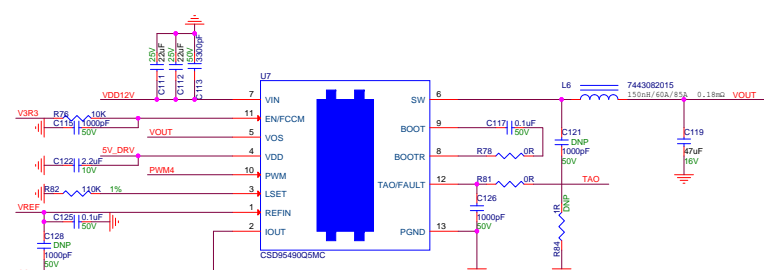 25V
22uF
C111
25V
22uF
C112
50V
3300pF
C113
U7
VDD12V
7
VIN
SW
6
L6
7443082015
150nH/60A/85A 0.18mΩ
VOUT
V3R3
R76
10K
11
EN/FCCM
C115
1000pF
50V
VOUT
5
VOS
BOOT
9
C117
0.1uF
50V
C121
DNP
1000pF
50V
C119
47uF
16V
5V_DRV
4
VDD
BOOTR
8
R78
0R
C122
2.2uF
10V
PWM4
10
PWM
TAO/FAULT
12
R81
0R
TAO
R82
110K
1%
3
LSET
VREF
1
REFIN
C126
1000pF
50V
C125
0.1uF
50V
2
IOUT
PGND
13
1R
DNP
R84
C128
DNP
1000pF
50V
CSD95490Q5MC